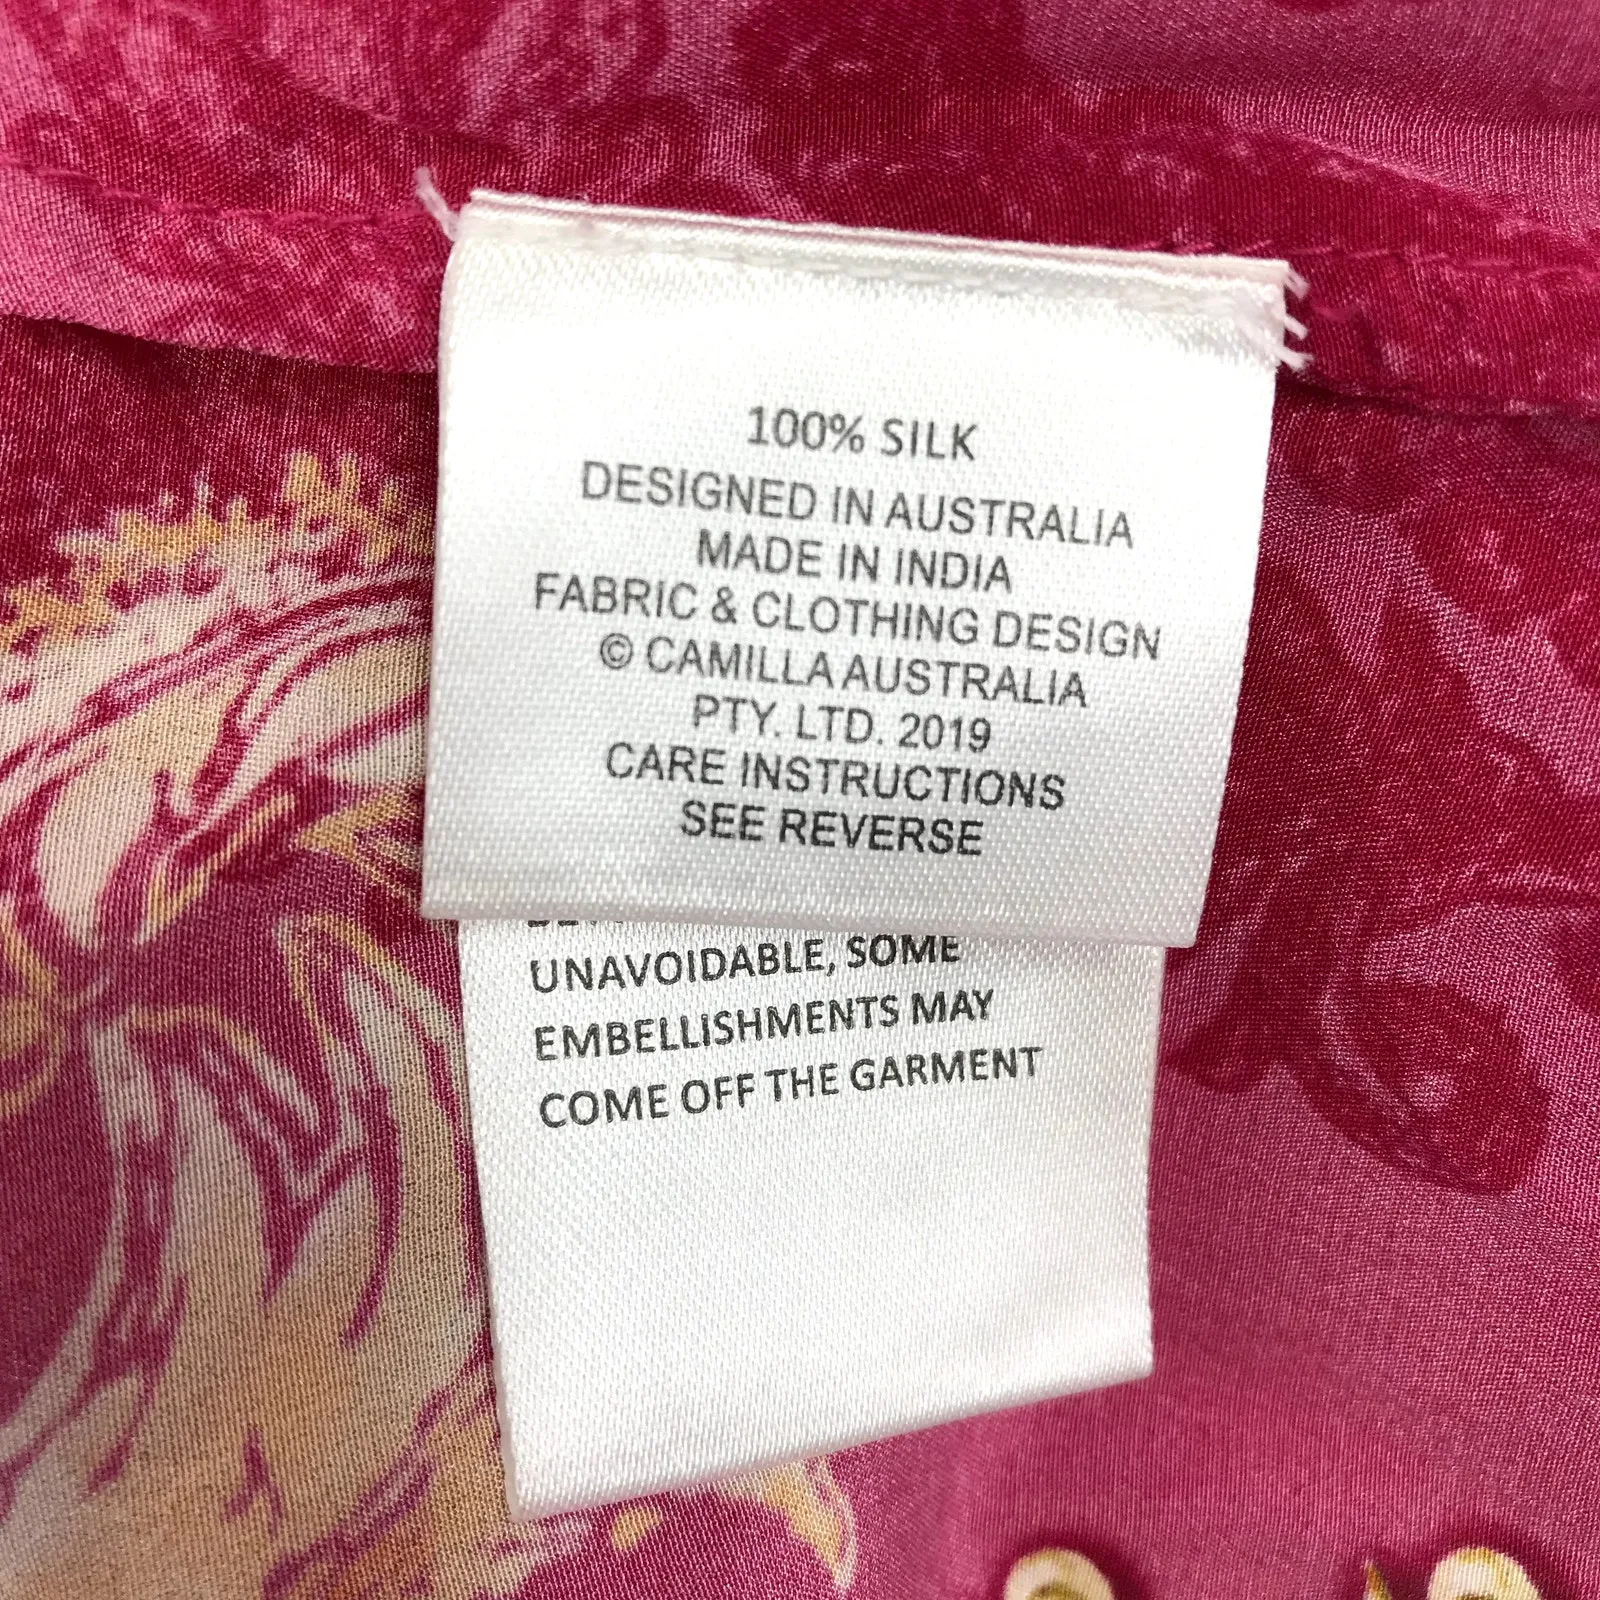 100% SILK
DESIGNED IN AUSTRALIA
MADE IN INDIA
FABRIC & CLOTHING DESIGN
© CAMILLA AUSTRALIA
PTY. LTD. 2019
CARE INSTRUCTIONS
SEE REVERSE
UNAVOIDABLE, SOME
EMBELLISHMENTS MAY
COME OFF THE GARMENT